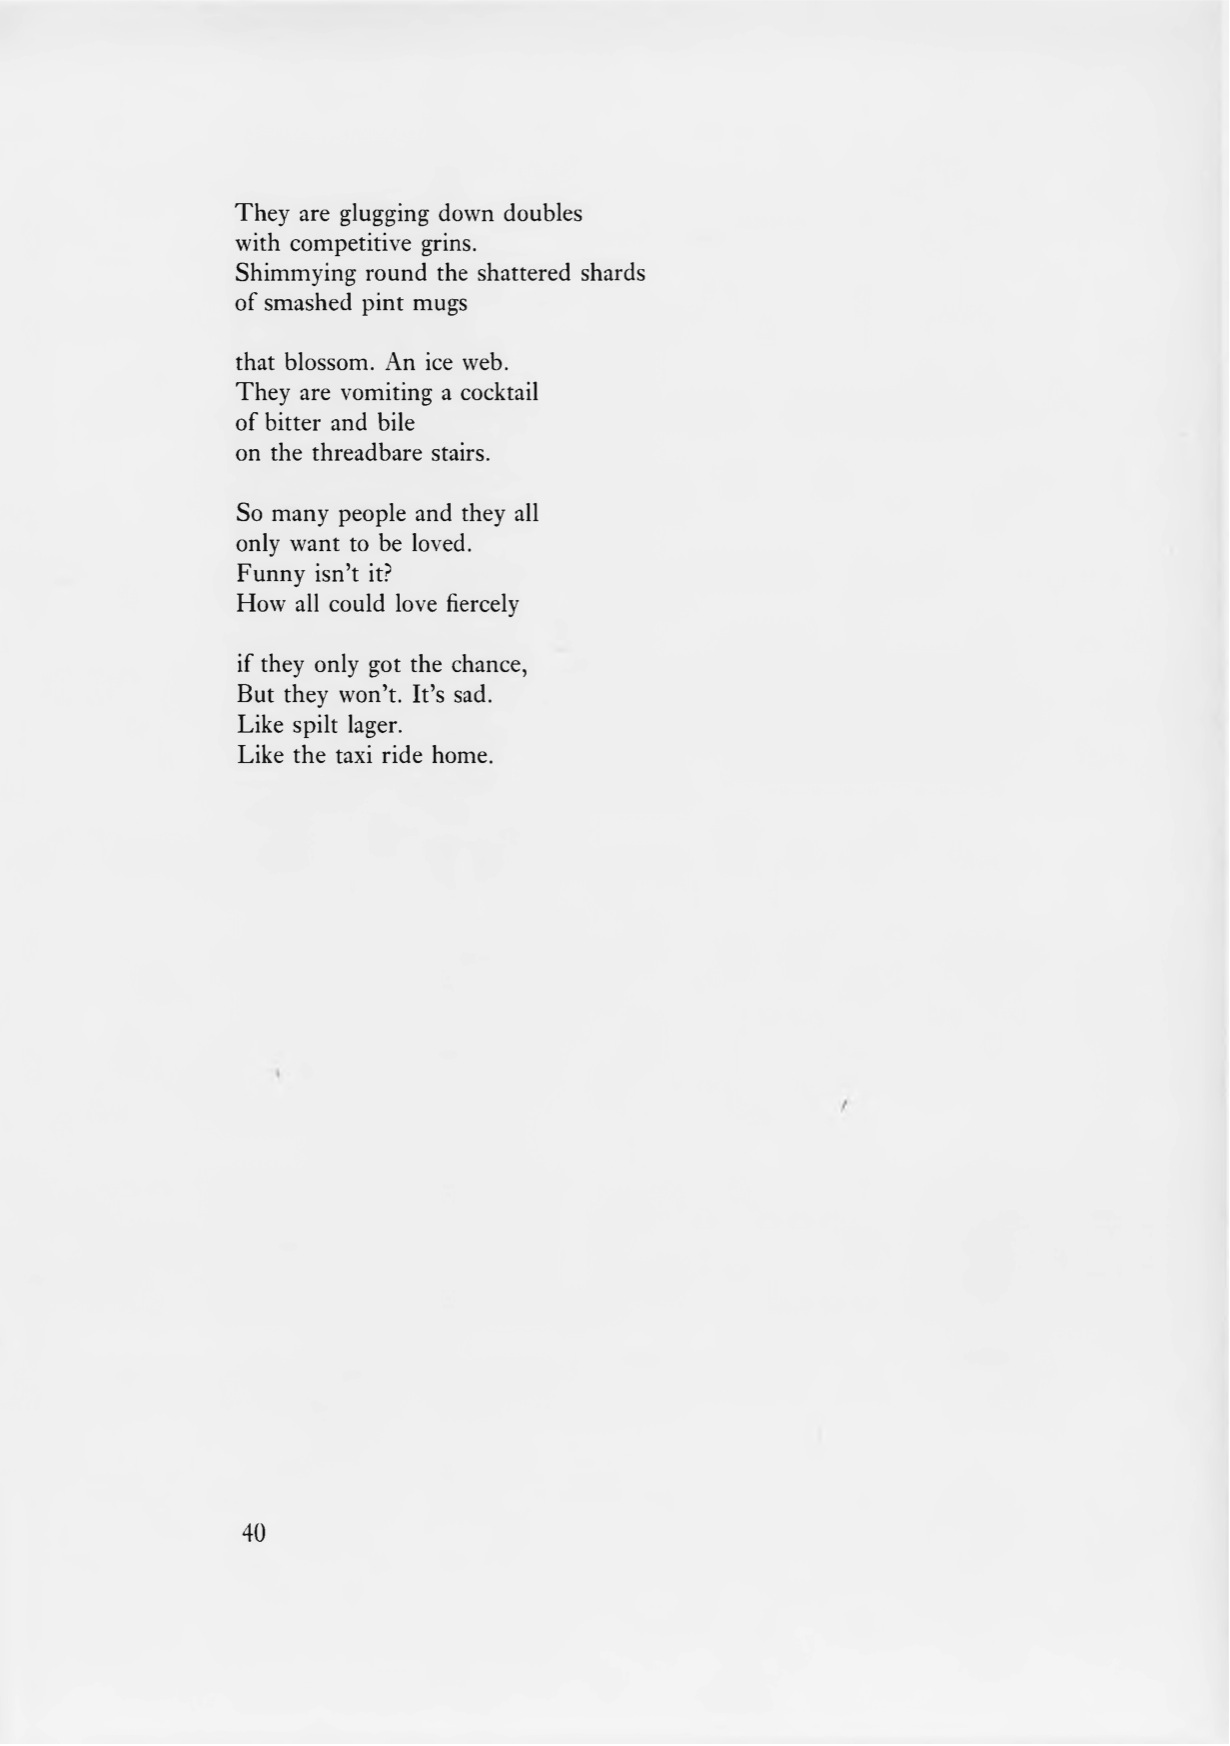 They are glugging down doubles
with competitive grins.
Shimmying round the shattered shards
of smashed pint mugs
that blossom. An ice web.
They are vomiting a cocktail
of bitter and bile
on the threadbare stairs.
So many people and they all
only want to be loved.
Funny isn't it?
How all could love fiercely
if they only got the chance,
But they won't. It's sad.
Like spilt lager.
Like the taxi ride home.
40